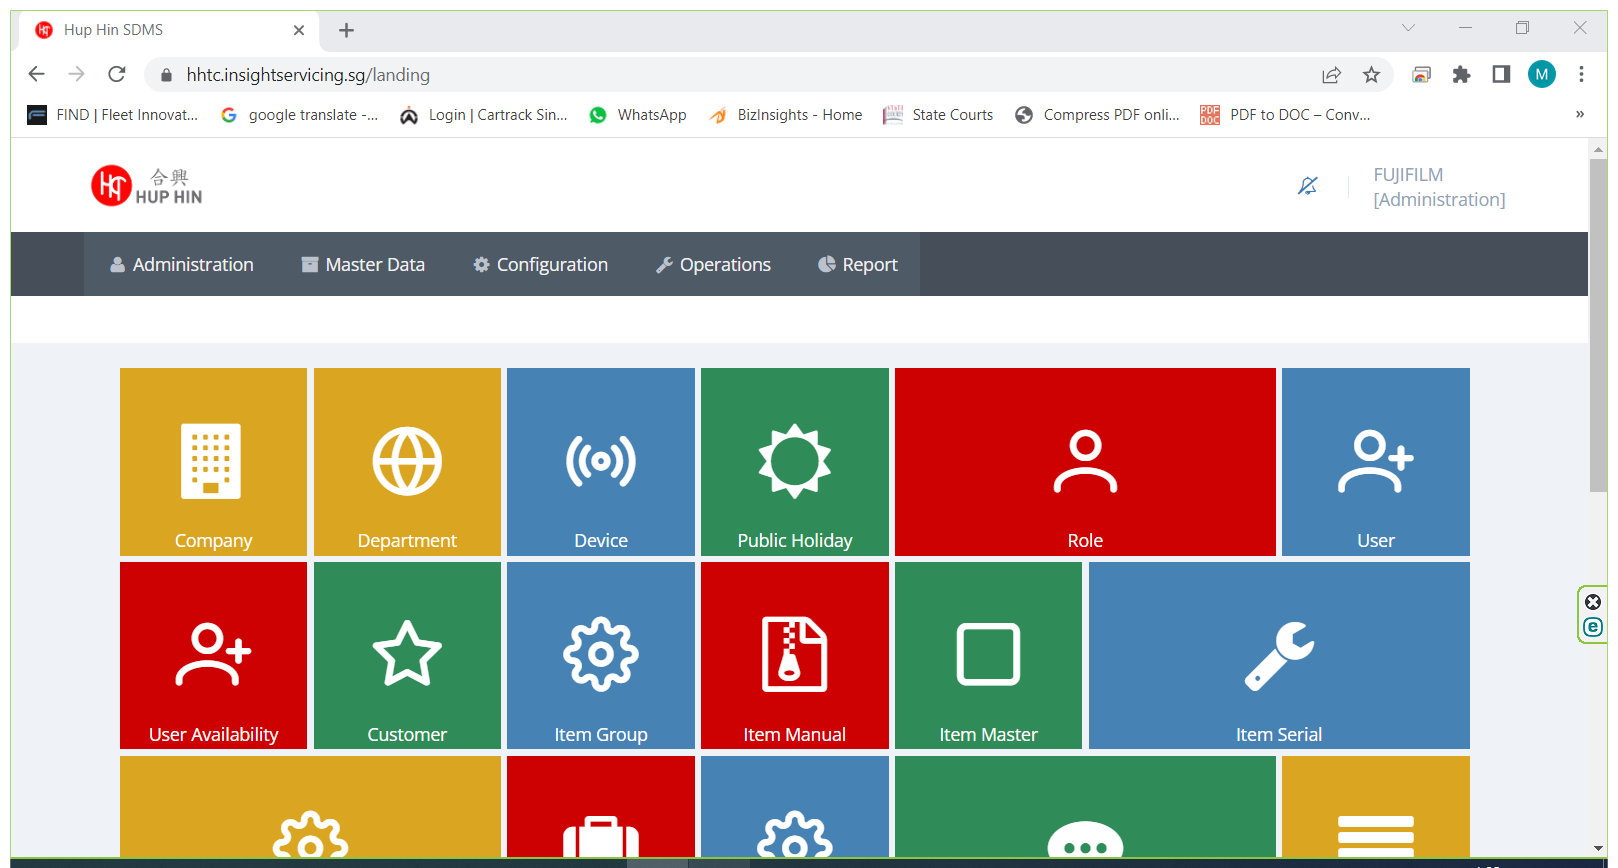 Hup Hin SDMS
hhtc.insightservicing.sg/landing
M
FIND | Fleet Innovat...
google translate -...
Login | Cartrack Sin...
WhatsApp
BizInsights - Home
State Courts
Compress PDF onli...
PDF DOC
PDF to DOC – Conv...
»
合興
HUP HIN
FUJIFILM
[Administration]
Administration
Master Data
Configuration
Operations
Report
Company
Department
Device
Public Holiday
Role
User
User Availability
Customer
Item Group
Item Manual
Item Master
Item Serial